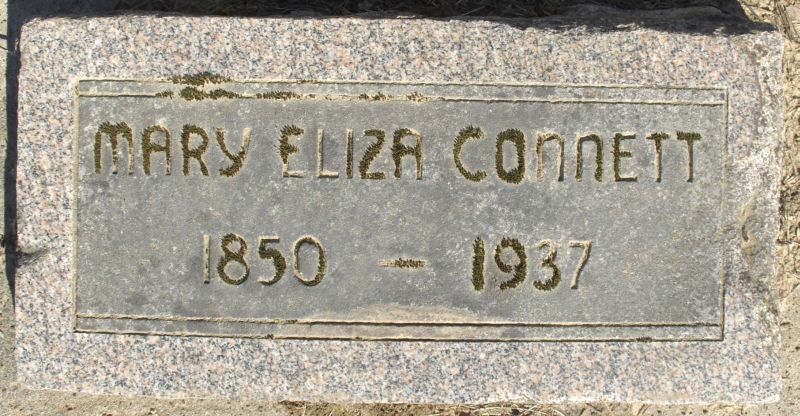 MARY ELIZA CONNETT
1850 – 1937